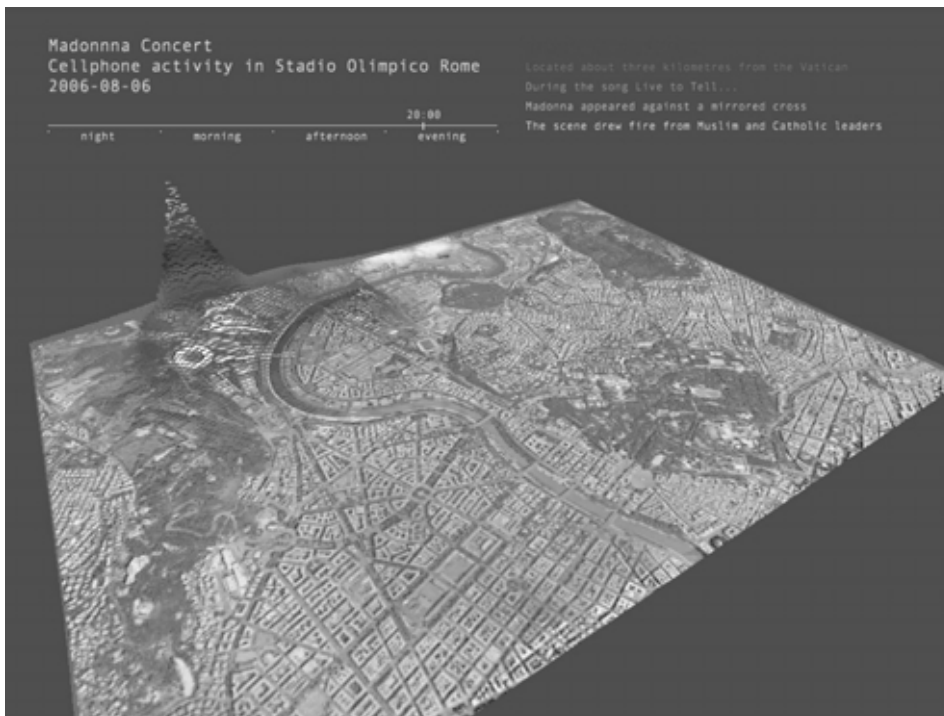 Madonnna Concert
Cellphone activity in Stadio Olimpico Rome
2006-08-06
20:00
night morning afternoon evening
Located about three kilometres from the Vatican
During the song Live to Tell...
Madonna appeared against a mirrored cross
The scene drew fire from Muslim and Catholic leaders